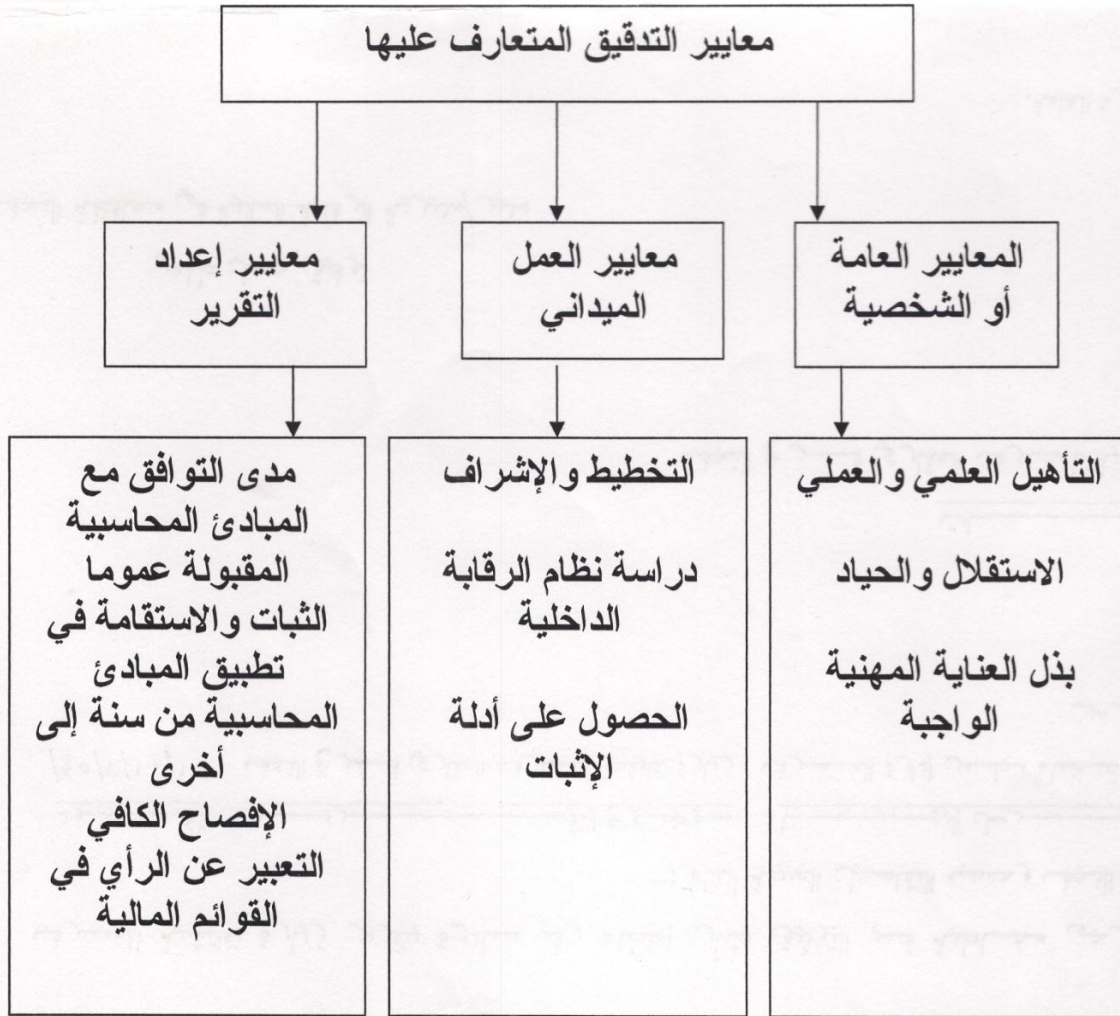 معايير التدقيق المتعارف عليها
المعايير العامة
أو الشخصية
معايير العمل
الميداني
معايير إعداد
التقرير
التأهيل العلمي والعملي
الاستقلال والحياد
بذل العناية المهنية
الواجبة
التخطيط والإشراف
دراسة نظام الرقابة
الداخلية
الحصول على أدلة
الإثبات
مدى التوافق مع
المبادئ المحاسبية
المقبولة عموما
الثبات والاستقامة في
تطبيق المبادئ
المحاسبية من سنة إلى
أخرى
الإفصاح الكافي
التعبير عن الرأي في
القوائم المالية